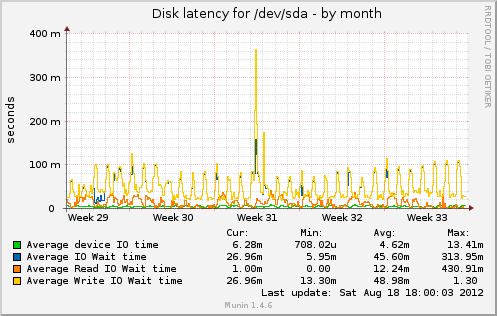 Disk latency for /dev/sda - by month
RRDTOOL / TOBI OETIKER
seconds
400 m
300 m
200 m
100 m
0
Week 29 Week 30 Week 31 Week 32 Week 33
Cur: Min: Avg: Max:
Average device IO time 6.28m 708.02u 4.62m 13.41m
Average IO Wait time 26.96m 5.95m 45.60m 313.95m
Average Read IO Wait time 1.00m 0.00 12.24m 430.91m
Average Write IO Wait time 26.96m 13.30m 48.98m 1.30
Last update: Sat Aug 18 18:00:03 2012
Munin 1.4.6